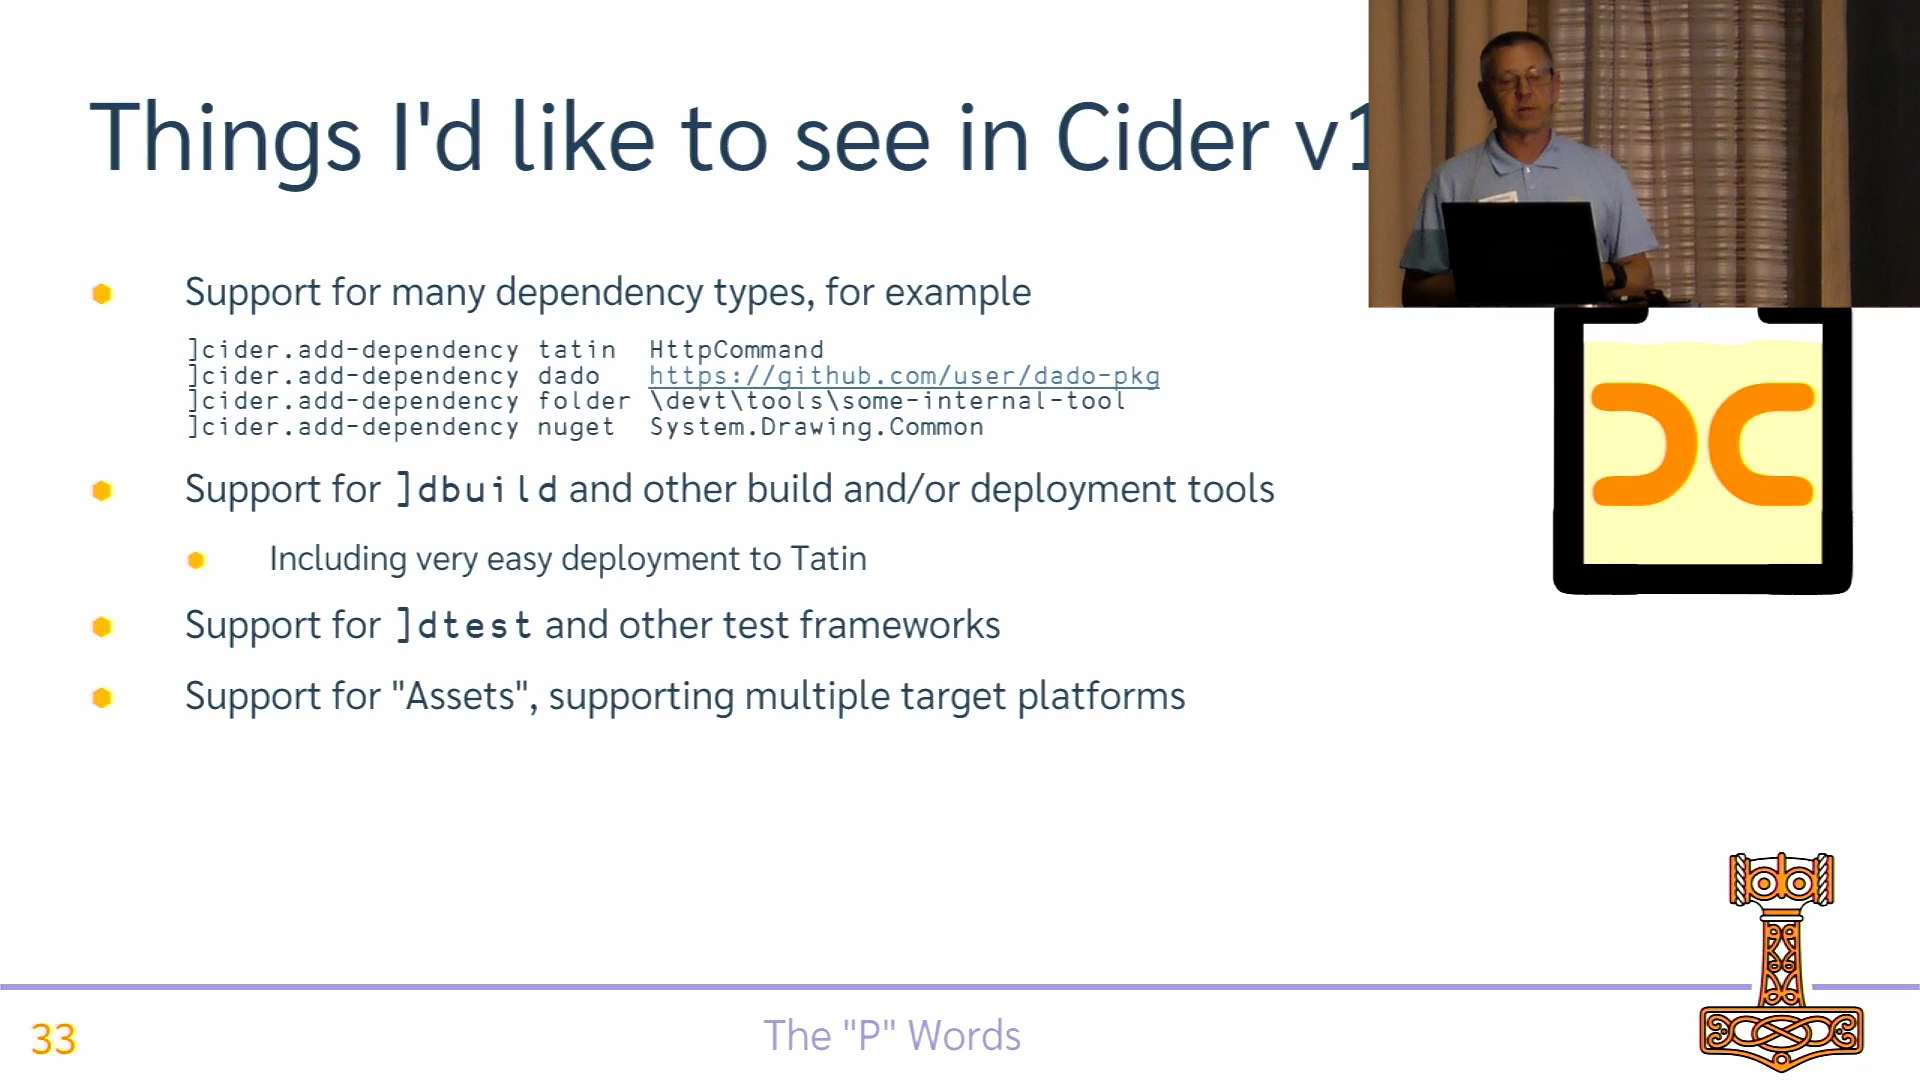 Things I'd like to see in Cider v1
Support for many dependency types, for example
]cider.add-dependency tatin  HttpCommand
]cider.add-dependency dado   https://github.com/user/dado-pkg
]cider.add-dependency folder \devt\tools\some-internal-tool
]cider.add-dependency nuget  System.Drawing.Common
Support for ]dbuild and other build and/or deployment tools
Including very easy deployment to Tatin
Support for ]dtest and other test frameworks
Support for "Assets", supporting multiple target platforms
33
The "P" Words